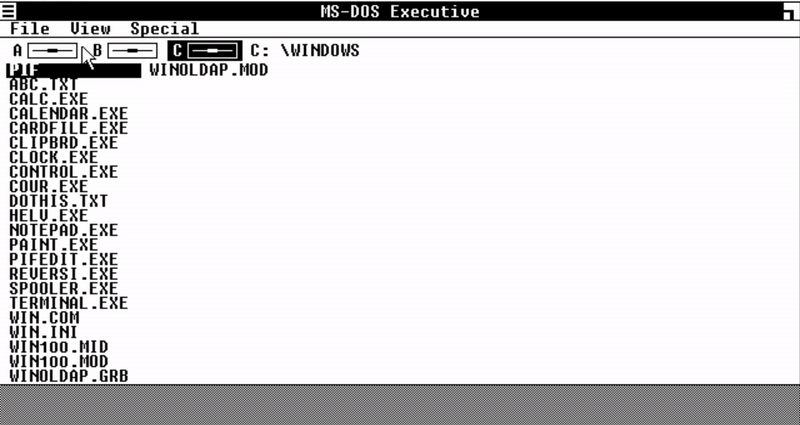 MS-DOS Executive
File View Special
A B C C: \WINDOWS
PIF WINOLDAP.MOD
ABC.TXT
CALC.EXE
CALENDAR.EXE
CARDFILE.EXE
CLIPBRD.EXE
CLOCK.EXE
CONTROL.EXE
COUR.EXE
DOTHIS.TXT
HELV.EXE
NOTEPAD.EXE
PAINT.EXE
PIFEDIT.EXE
REVERSI.EXE
SPOOLER.EXE
TERMINAL.EXE
WIN.COM
WIN.INI
WIN100.MID
WIN100.MOD
WINOLDAP.GRB